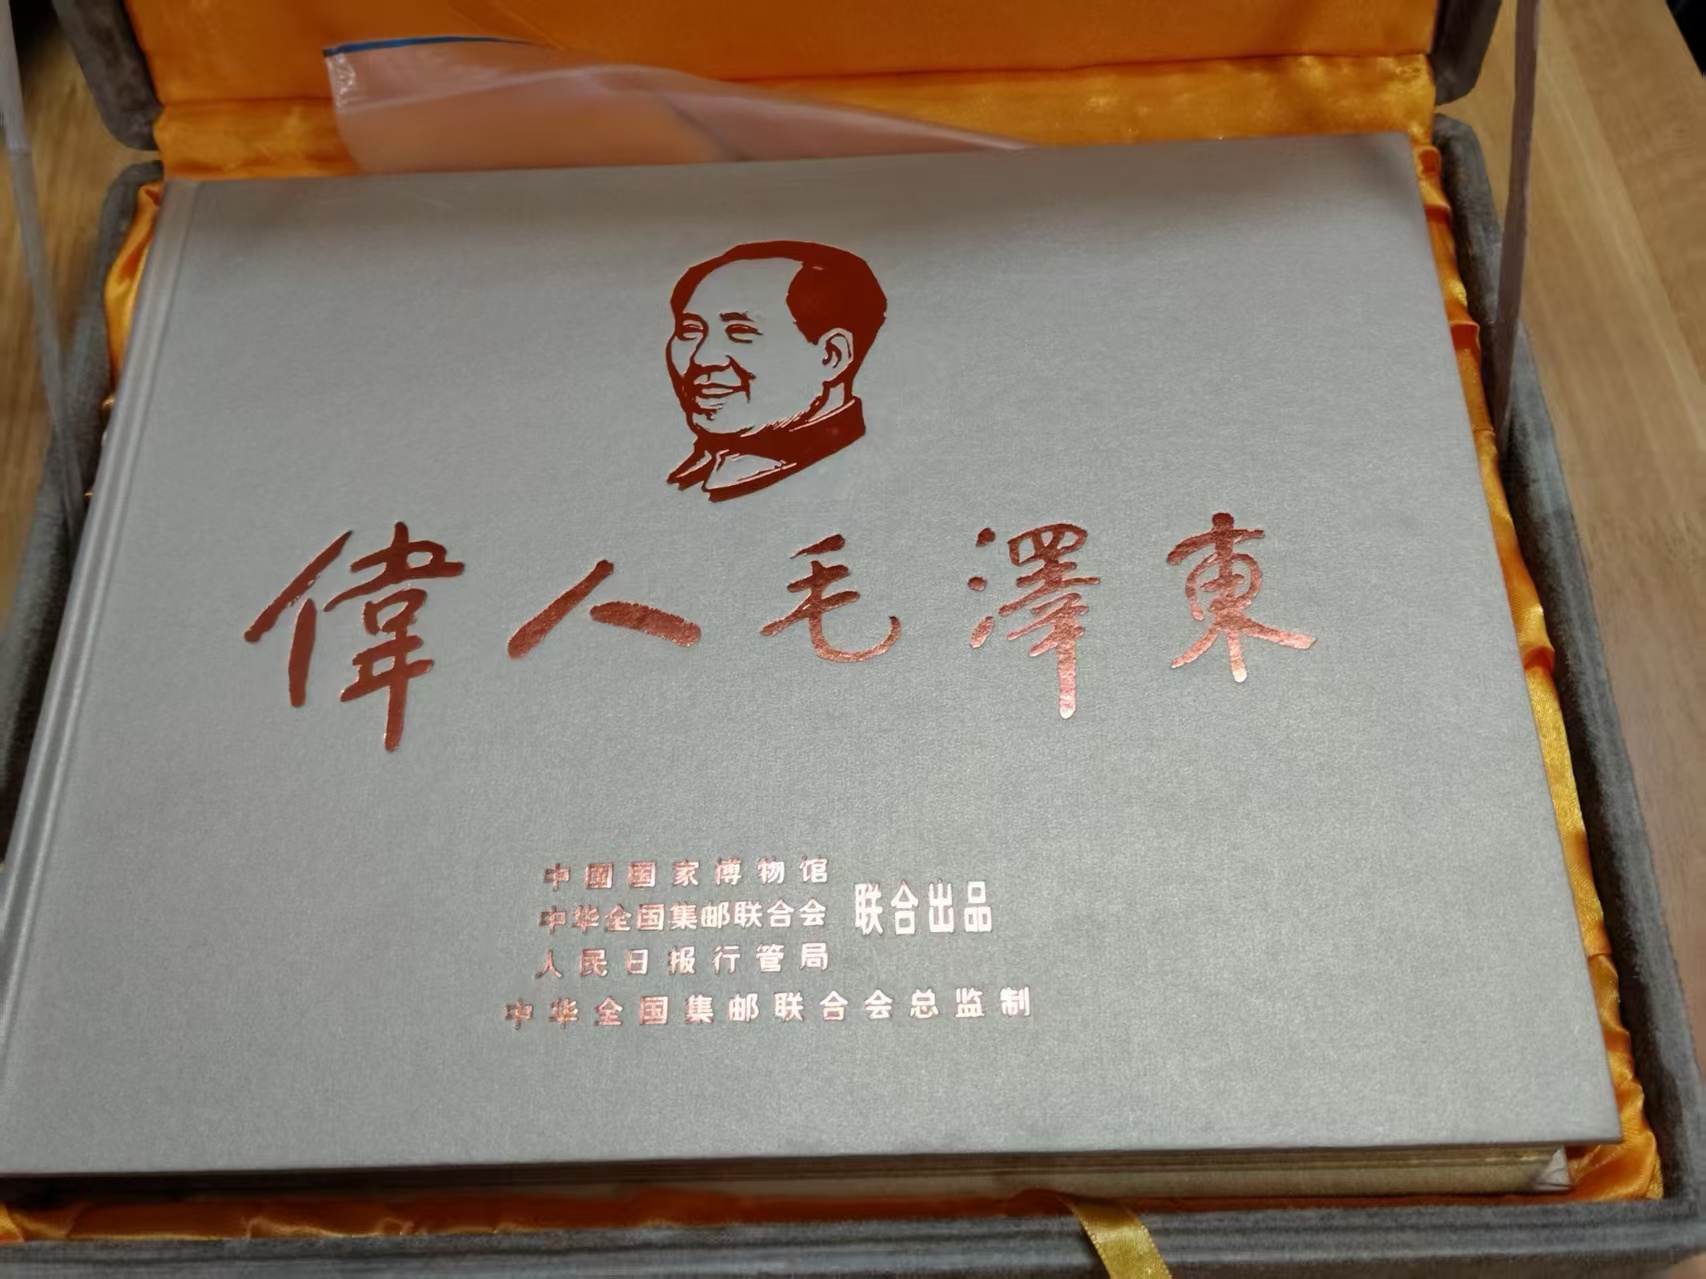 偉人毛澤東
中國国家博物馆
中华全国集邮联合会
人民日报行管局
联合出品
中华全国集邮联合会总监制